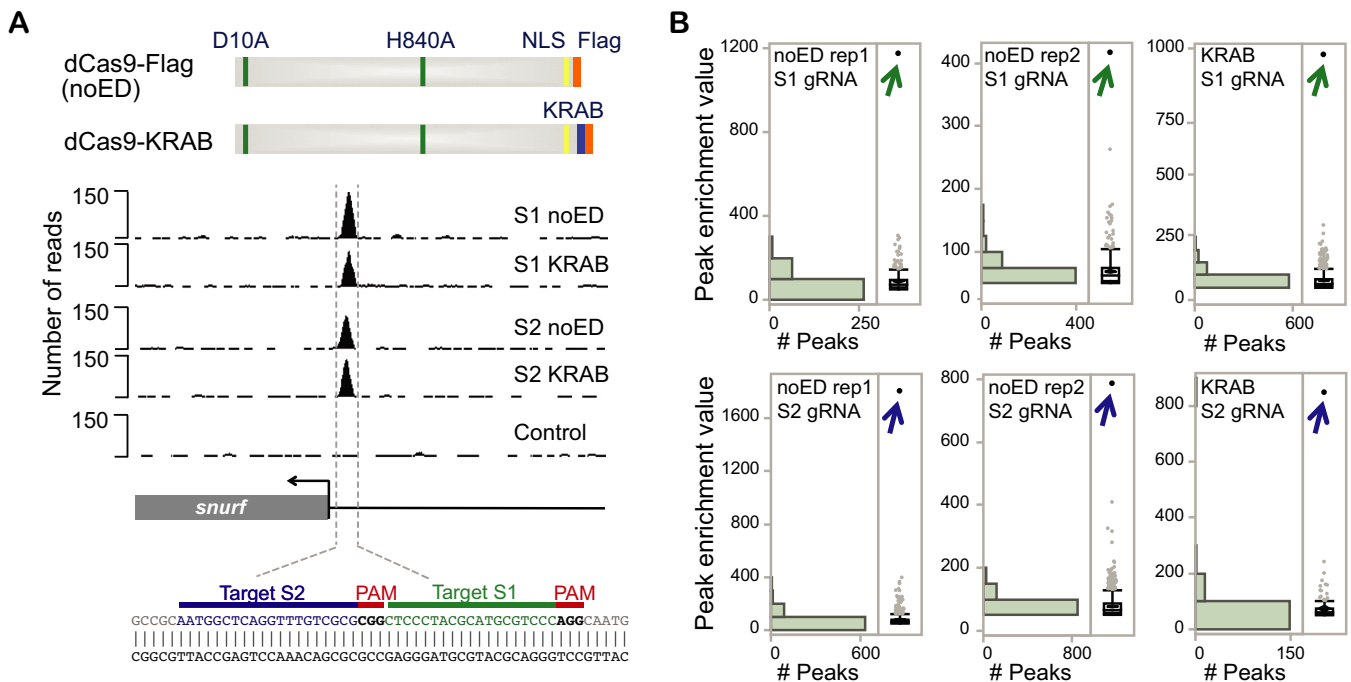 A
D10A H840A NLS Flag
dCas9-Flag
(noED)
KRAB
dCas9-KRAB
Number of reads
150
S1 noED
150
S1 KRAB
150
S2 noED
150
S2 KRAB
150
Control
snurf
Target S2 PAM Target S1 PAM
GCCGCAATGGCTCAGGTTTGTCGCGCGGCTCCCTACGCATGCGTCCCAGGCAATG
CGGCGTTACCGAGTCCAAACAGCGCGCCGAGGGATGCGTACGCAGGGTCCGTTAC
B
Peak enrichment value
noED rep1
S1 gRNA
1200
800
400
0
0 250
# Peaks
noED rep2
S1 gRNA
400
300
200
100
0
0 400
# Peaks
KRAB
S1 gRNA
1000
750
500
250
0
0 600
# Peaks
Peak enrichment value
noED rep1
S2 gRNA
1600
1200
800
400
0
0 600
# Peaks
noED rep2
S2 gRNA
800
600
400
200
0
0 800
# Peaks
KRAB
S2 gRNA
800
600
400
200
0
0 150
# Peaks